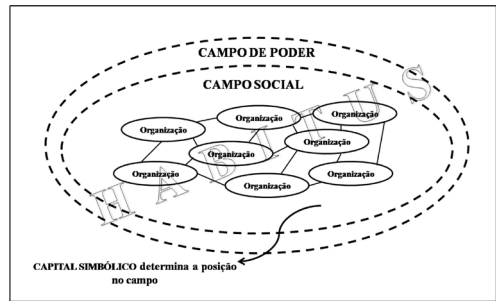 CAMPO DE PODER
CAMPO SOCIAL
HABITUS
Organização
Organização
Organização
Organização
Organização
Organização
Organização
Organização
CAPITAL SIMBÓLICO determina a posição
no campo